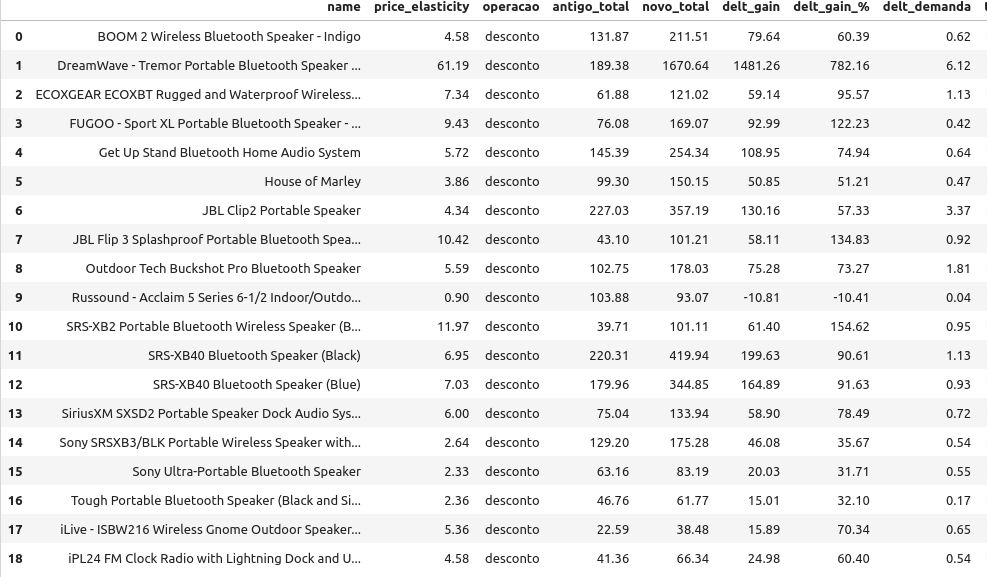 name price_elasticity operacao antigo_total novo_total delt_gain delt_gain_% delt_demanda
0 BOOM 2 Wireless Bluetooth Speaker - Indigo 4.58 desconto 131.87 211.51 79.64 60.39 0.62
1 DreamWave - Tremor Portable Bluetooth Speaker ... 61.19 desconto 189.38 1670.64 1481.26 782.16 6.12
2 ECOXGEAR ECOXBT Rugged and Waterproof Wireless... 7.34 desconto 61.88 121.02 59.14 95.57 1.13
3 FUGOO - Sport XL Portable Bluetooth Speaker - ... 9.43 desconto 76.08 169.07 92.99 122.23 0.42
4 Get Up Stand Bluetooth Home Audio System 5.72 desconto 145.39 254.34 108.95 74.94 0.64
5 House of Marley 3.86 desconto 99.30 150.15 50.85 51.21 0.47
6 JBL Clip2 Portable Speaker 4.34 desconto 227.03 357.19 130.16 57.33 3.37
7 JBL Flip 3 Splashproof Portable Bluetooth Spea... 10.42 desconto 43.10 101.21 58.11 134.83 0.92
8 Outdoor Tech Buckshot Pro Bluetooth Speaker 5.59 desconto 102.75 178.03 75.28 73.27 1.81
9 Russound - Acclaim 5 Series 6-1/2 Indoor/Outdo... 0.90 desconto 103.88 93.07 -10.81 -10.41 0.04
10 SRS-XB2 Portable Bluetooth Wireless Speaker (B... 11.97 desconto 39.71 101.11 61.40 154.62 0.95
11 SRS-XB40 Bluetooth Speaker (Black) 6.95 desconto 220.31 419.94 199.63 90.61 1.13
12 SRS-XB40 Bluetooth Speaker (Blue) 7.03 desconto 179.96 344.85 164.89 91.63 0.93
13 SiriusXM SXSD2 Portable Speaker Dock Audio Sys... 6.00 desconto 75.04 133.94 58.90 78.49 0.72
14 Sony SRSXB3/BLK Portable Wireless Speaker with... 2.64 desconto 129.20 175.28 46.08 35.67 0.54
15 Sony Ultra-Portable Bluetooth Speaker 2.33 desconto 63.16 83.19 20.03 31.71 0.55
16 Tough Portable Bluetooth Speaker (Black and Si... 2.36 desconto 46.76 61.77 15.01 32.10 0.17
17 iLive - ISBW216 Wireless Gnome Outdoor Speaker... 5.36 desconto 22.59 38.48 15.89 70.34 0.65
18 iPL24 FM Clock Radio with Lightning Dock and U... 4.58 desconto 41.36 66.34 24.98 60.40 0.54